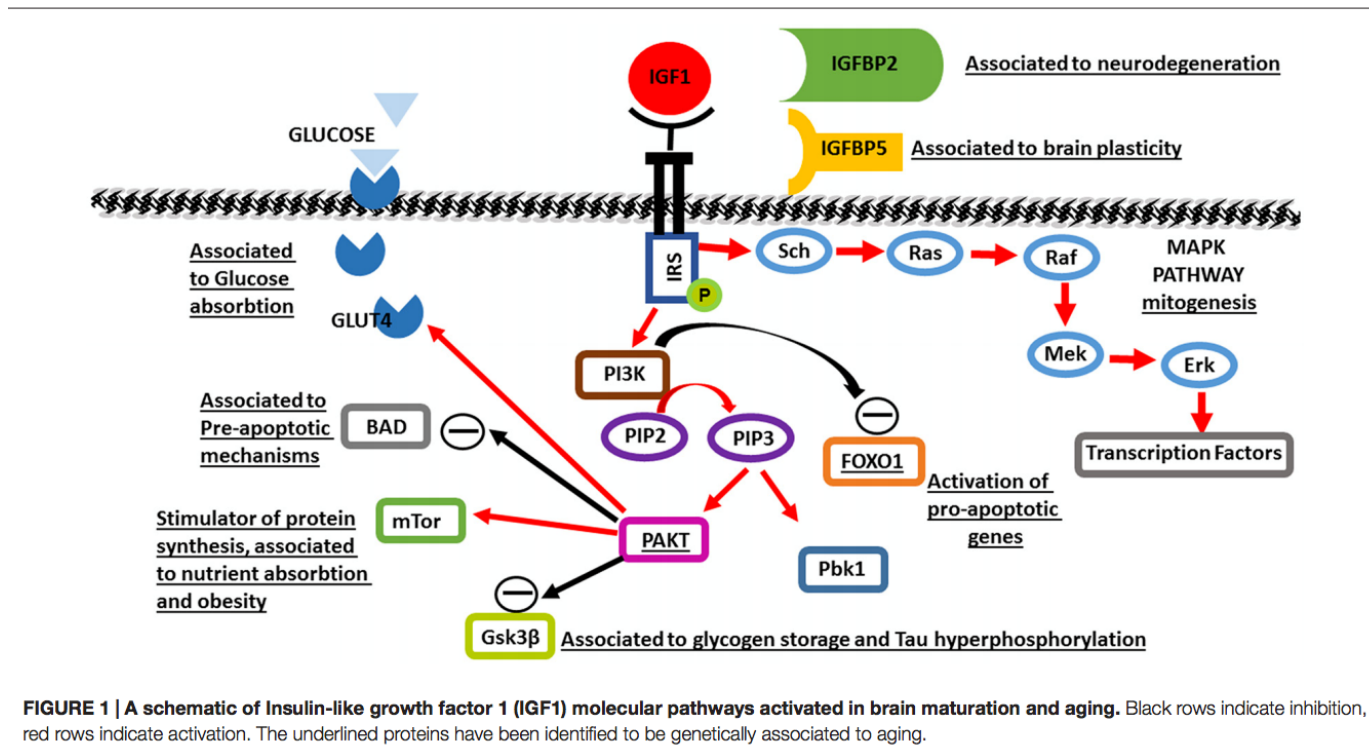 IGF1
IGFBP2
Associated to neurodegeneration
GLUCOSE
IGFBP5
Associated to brain plasticity
Associated
to Glucose
absorbtion
IRS
P
Sch
Ras
Raf
MAPK
PATHWAY
mitogenesis
GLUT4
Mek
Erk
PI3K
Associated to
Pre-apoptotic
mechanisms
BAD
PIP2
PIP3
FOXO1
Transcription Factors
Activation of
pro-apoptotic
genes
Stimulator of protein
synthesis, associated
to nutrient absorbtion
and obesity
mTor
PAKT
Pbk1
Gsk3β
Associated to glycogen storage and Tau hyperphosphorylation
FIGURE 1 | A schematic of Insulin-like growth factor 1 (IGF1) molecular pathways activated in brain maturation and aging. Black rows indicate inhibition,
red rows indicate activation. The underlined proteins have been identified to be genetically associated to aging.